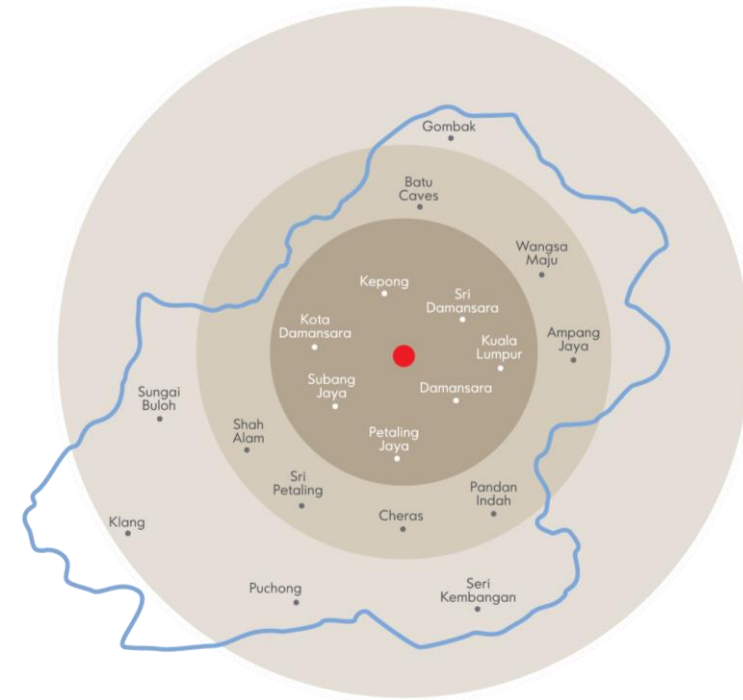 Gombak
Batu
Caves
Wangsa
Maju
Kepong
Sri
Damansara
Kota
Damansara
Kuala
Lumpur
Ampang
Jaya
Subang
Jaya
Damansara
Sungai
Buloh
Shah
Alam
Petaling
Jaya
Sri
Petaling
Pandan
Indah
Cheras
Klang
Puchong
Seri
Kembangan